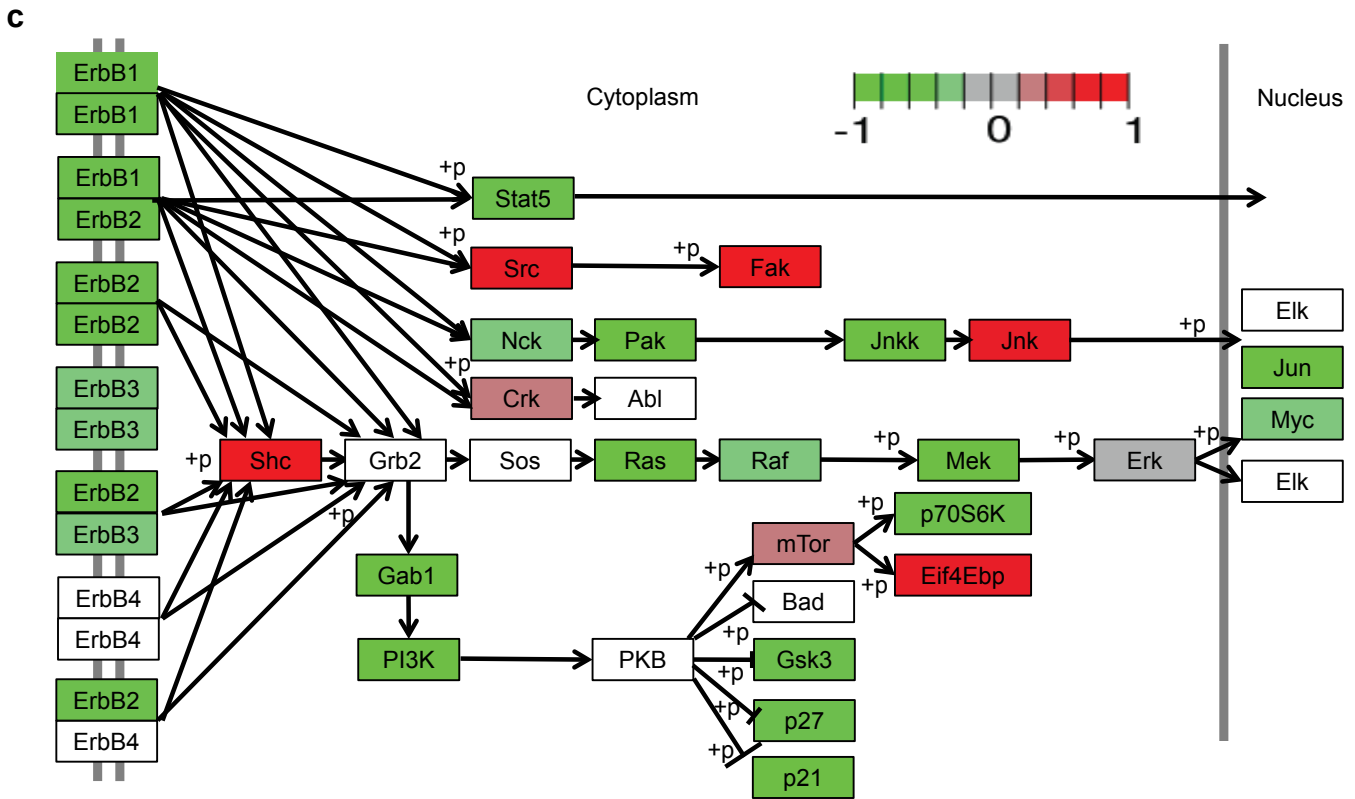 c
ErbB1
ErbB1
ErbB1
ErbB2
ErbB2
ErbB2
ErbB3
ErbB3
ErbB2
ErbB3
ErbB4
ErbB4
ErbB2
ErbB4
Cytoplasm
-1 0 1
Nucleus
+p
Stat5
+p
Src
+p
Fak
Nck
Pak
Jnkk
Jnk
+p
Elk
Jun
+p
Crk
Abl
Myc
+p
Shc
Grb2
Sos
Ras
Raf
+p
Mek
+p
Erk
+p
Elk
+p
Gab1
PI3K
PKB
+p
mTor
+p
p70S6K
+p
Eif4Ebp
Bad
+p
Gsk3
+p
p27
+p
p21
+p